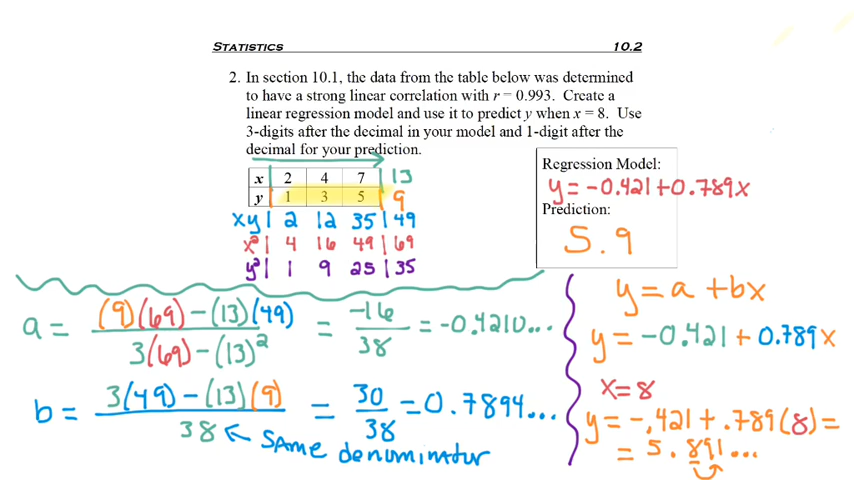 STATISTICS 10.2
2. In section 10.1, the data from the table below was determined
to have a strong linear correlation with r = 0.993. Create a
linear regression model and use it to predict y when x = 8. Use
3-digits after the decimal in your model and 1-digit after the
decimal for your prediction.
x 2 4 7 | 13
y 1 3 5 | 9
xy | 2 | 12 | 35 | 49
x² | 4 16 49 | 69
y² | 1 9 25 | 35
Regression Model:
y = -0.421 + 0.789x
Prediction:
5.9
a = (9)(69) - (13)(49) / 3(69) - (13)² = -16 / 38 = -0.4210...
b = 3(49) - (13)(9) / 38 = 30 / 38 = 0.7894...
← SAME denominator
y = a + bx
y = -0.421 + 0.789x
x = 8
y = -.421 + .789(8) =
= 5.891...